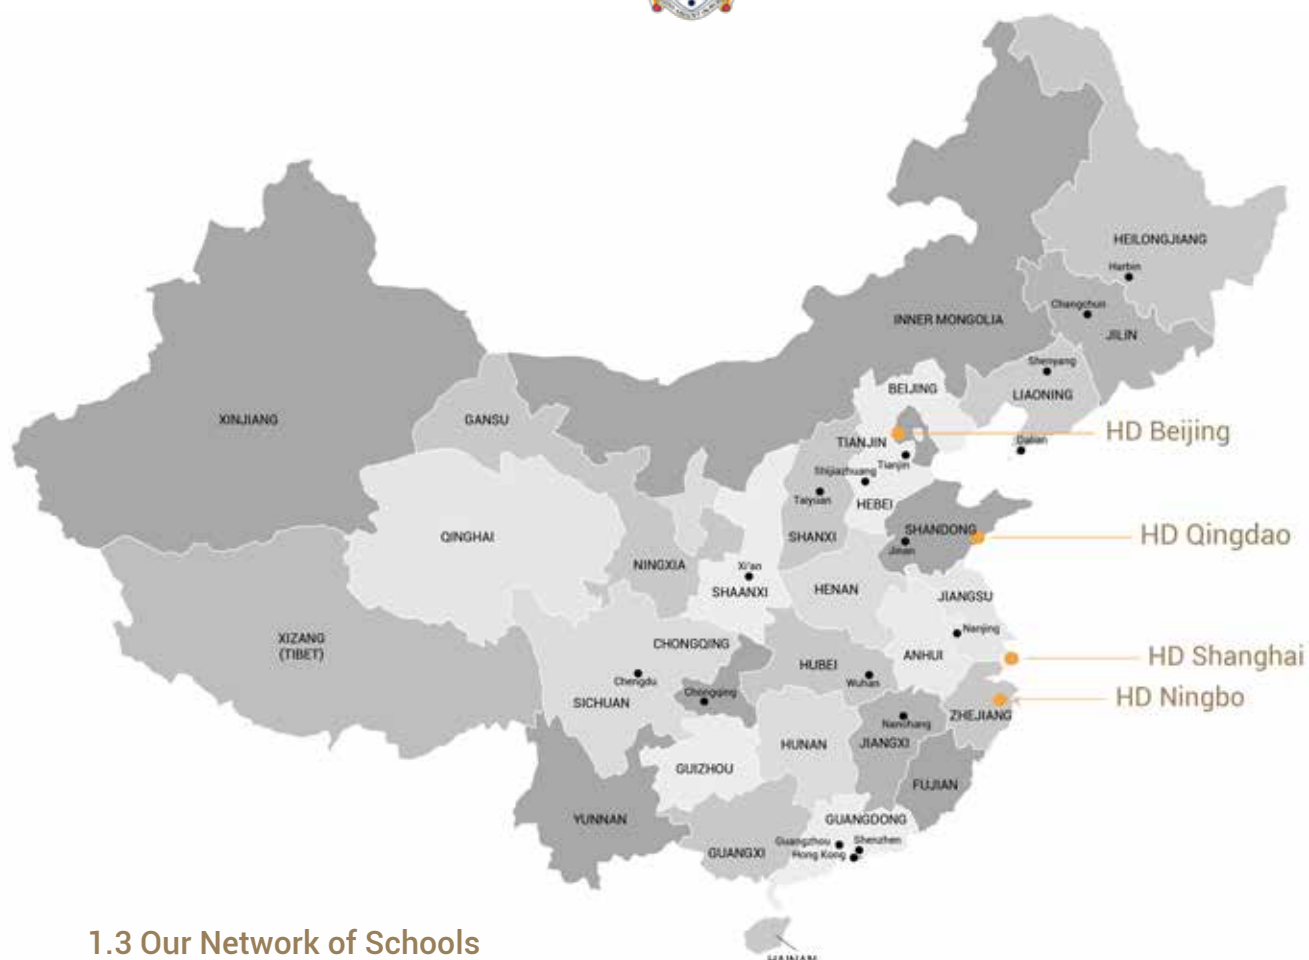 HEILONGJIANG
Harbin
Changchun
INNER MONGOLIA
JILIN
Shenyang
BEIJING
LIAONING
XINJIANG
GANSU
HD Beijing
TIANJIN
Dalian
Tianjin
Shijiazhuang
Taiyuan
HEBEI
SHANDONG
QINGHAI
SHANXI
HD Qingdao
Jinan
NINGXIA
Xi'an
SHAANXI
HENAN
JIANGSU
Nanjing
XIZANG
(TIBET)
CHONGQING
ANHUI
HD Shanghai
HUBEI
Wuhan
Chengdu
Chongqing
HD Ningbo
SICHUAN
ZHEJIANG
Nanchang
HUNAN
JIANGXI
GUIZHOU
FUJIAN
YUNNAN
GUANGDONG
Guangzhou
Shenzhen
GUANGXI
Hong Kong
1.3 Our Network of Schools
HAINAN